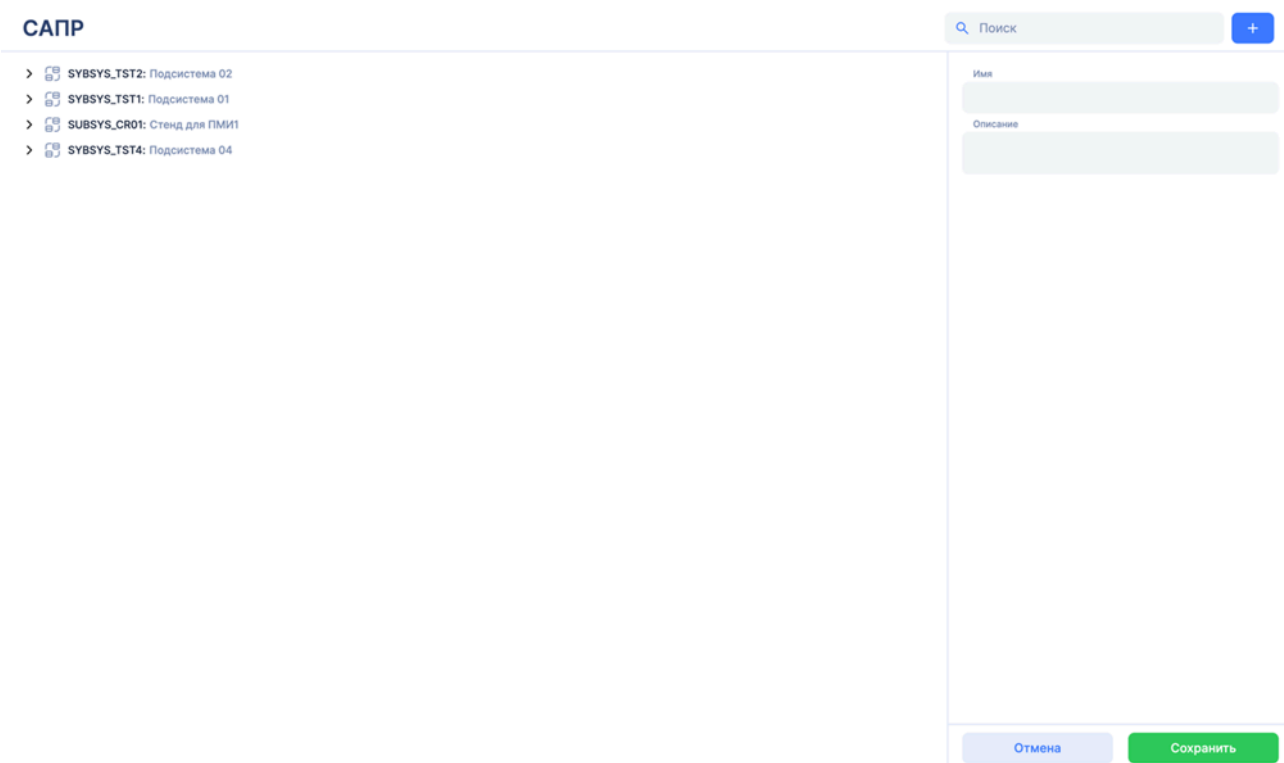 САПР
Поиск
+
SYBSYS_TST2: Подсистема 02
SYBSYS_TST1: Подсистема 01
SUBSYS_CR01: Стенд для ПМИ1
SYBSYS_TST4: Подсистема 04
Имя
Описание
Отмена
Сохранить